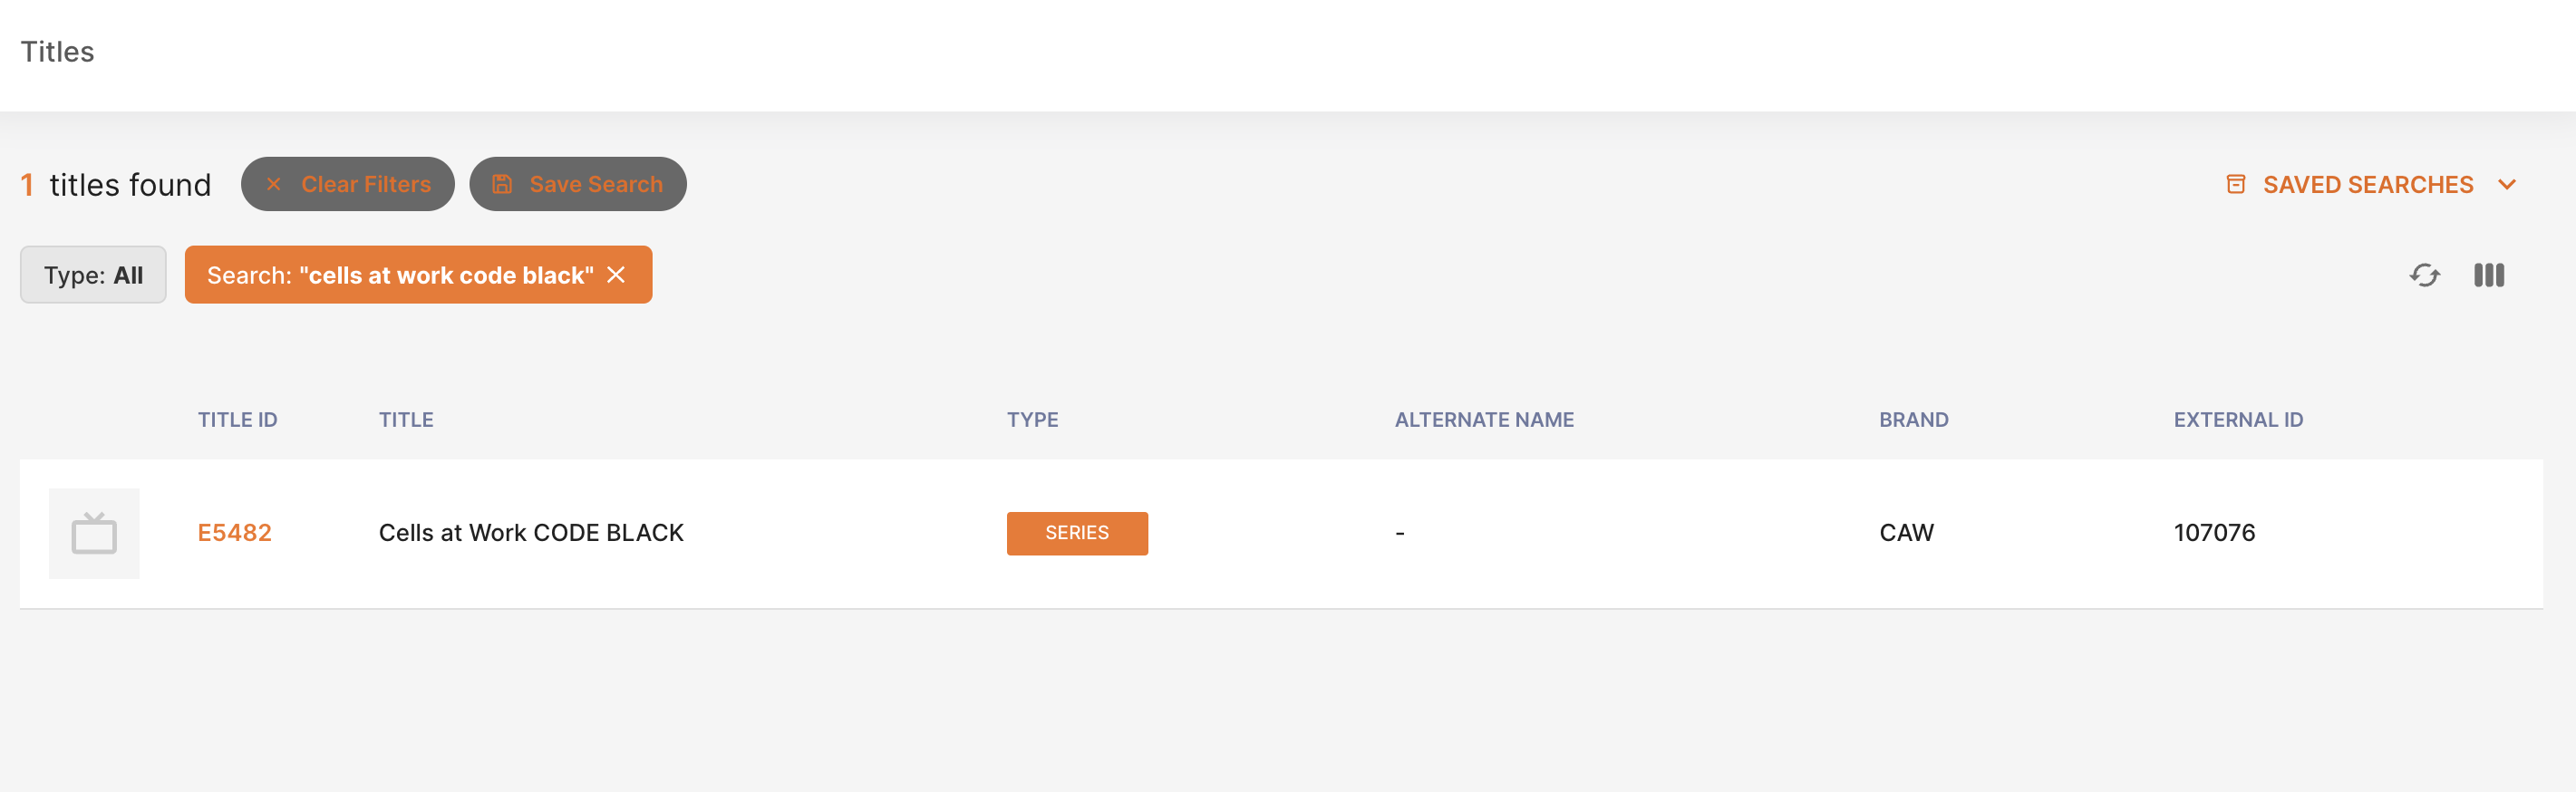 Titles
1 titles found
Clear Filters
Save Search
SAVED SEARCHES
Type: All
Search: "cells at work code black"
TITLE ID TITLE TYPE ALTERNATE NAME BRAND EXTERNAL ID
E5482 Cells at Work CODE BLACK SERIES - CAW 107076